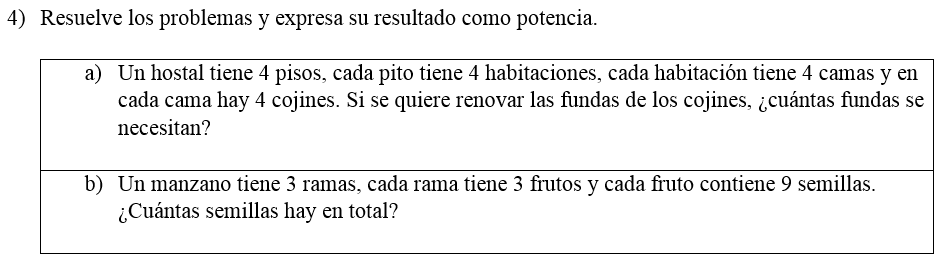 4) Resuelve los problemas y expresa su resultado como potencia.
a) Un hostal tiene 4 pisos, cada pito tiene 4 habitaciones, cada habitación tiene 4 camas y en
cada cama hay 4 cojines. Si se quiere renovar las fundas de los cojines, ¿cuántas fundas se
necesitan?
b) Un manzano tiene 3 ramas, cada rama tiene 3 frutos y cada fruto contiene 9 semillas.
¿Cuántas semillas hay en total?